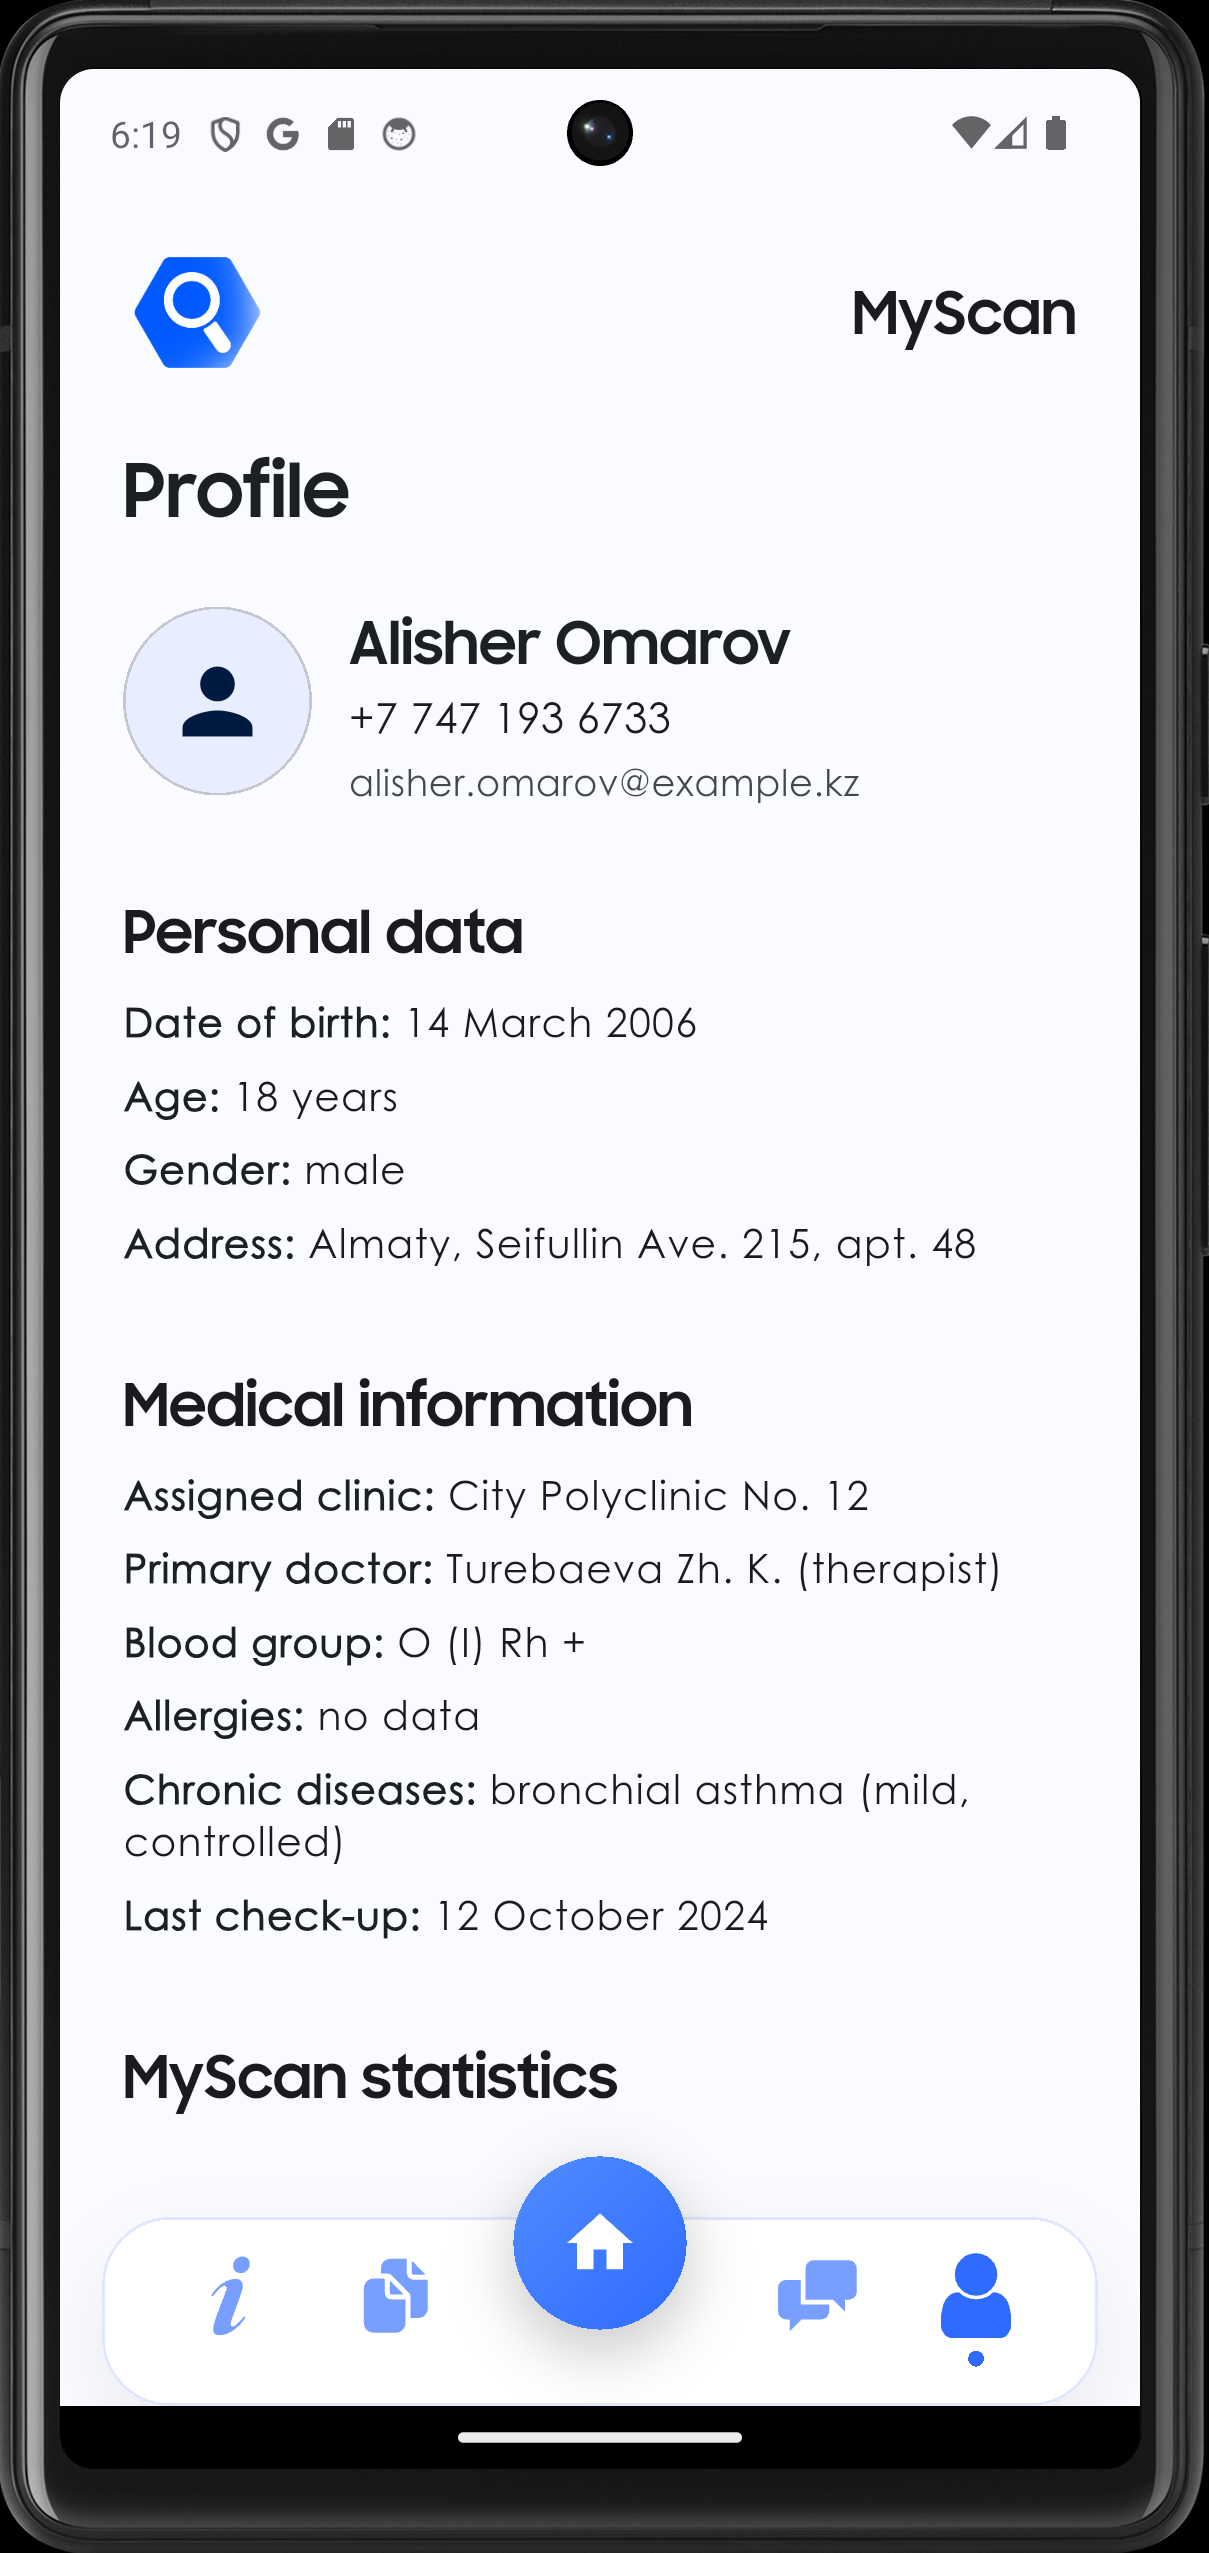 6:19
MyScan
Profile
Alisher Omarov
+7 747 193 6733
alisher.omarov@example.kz
Personal data
Date of birth: 14 March 2006
Age: 18 years
Gender: male
Address: Almaty, Seifullin Ave. 215, apt. 48
Medical information
Assigned clinic: City Polyclinic No. 12
Primary doctor: Turebaeva Zh. K. (therapist)
Blood group: O (I) Rh +
Allergies: no data
Chronic diseases: bronchial asthma (mild,
controlled)
Last check-up: 12 October 2024
MyScan statistics